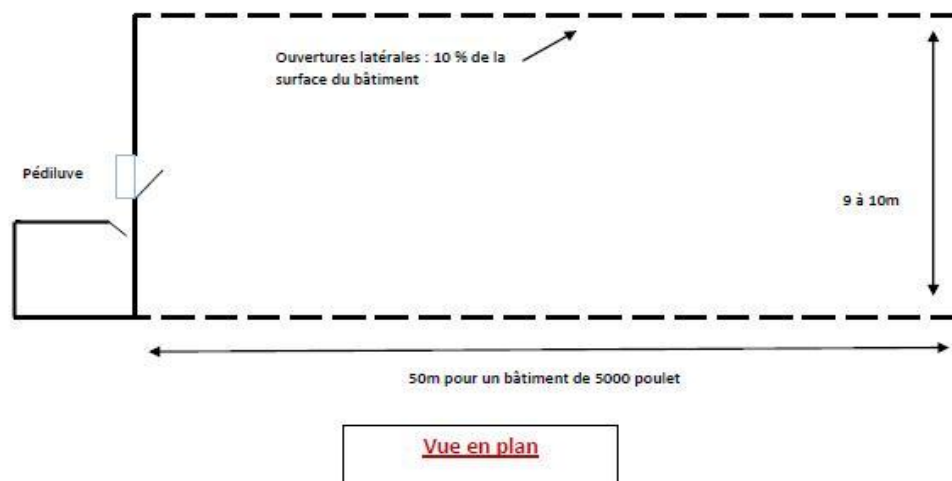 Ouvertures latérales : 10 % de la
surface du bâtiment
Pédiluve
9 à 10m
50m pour un bâtiment de 5000 poulet
Vue en plan